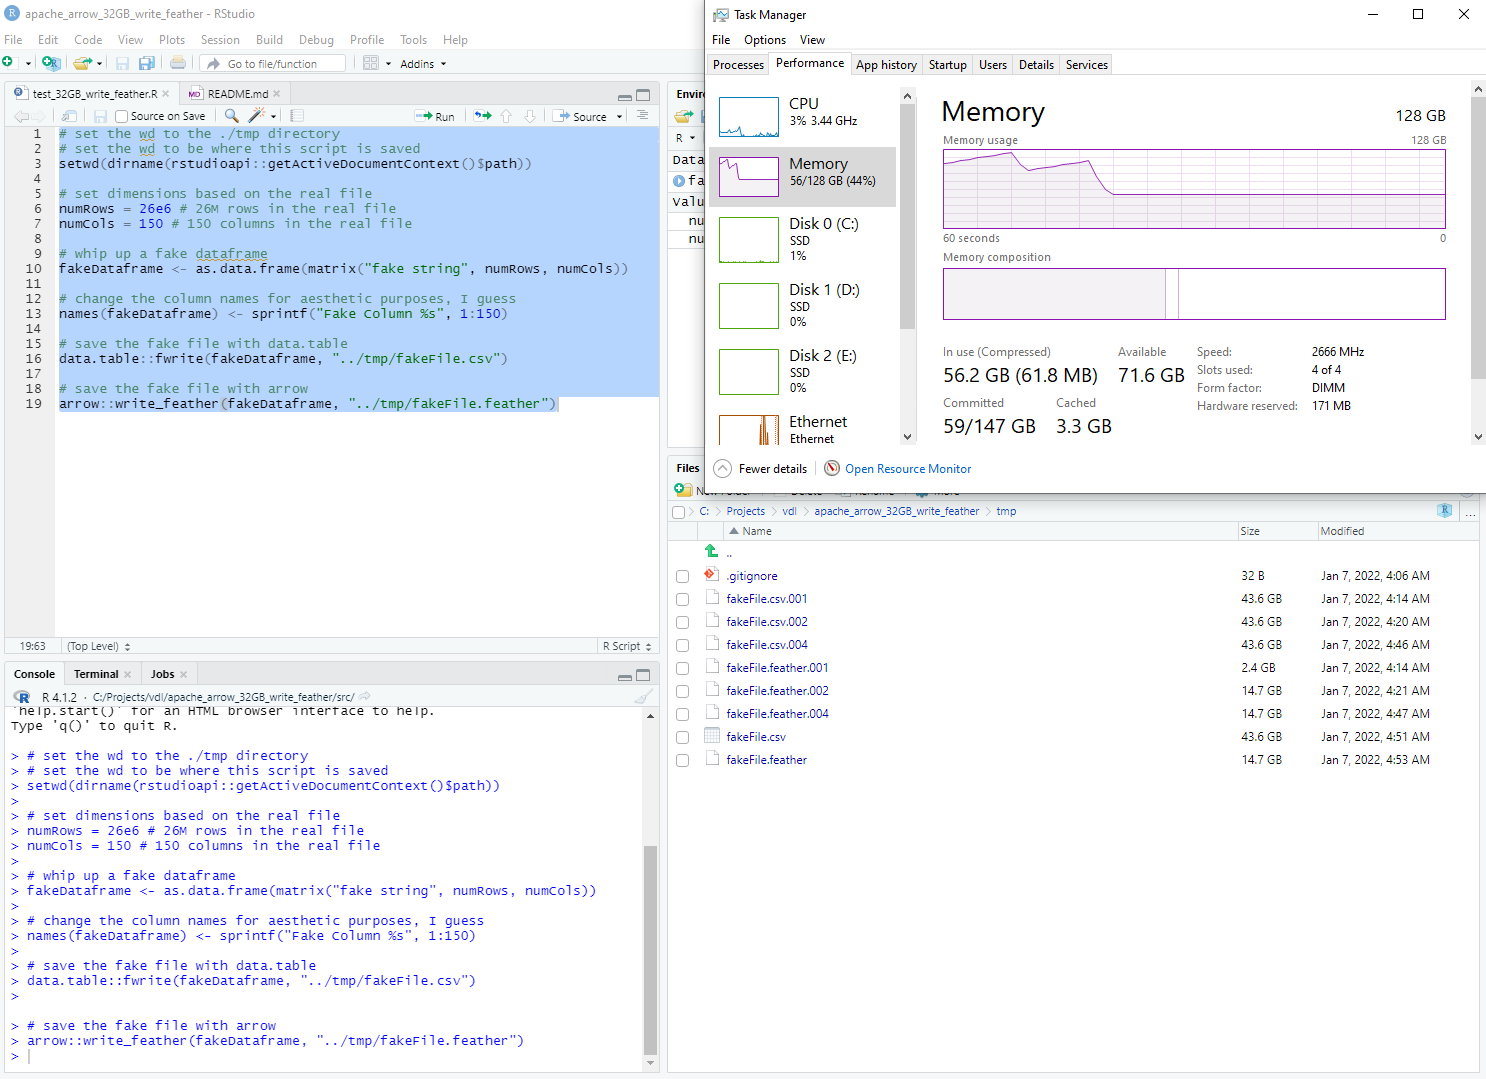 apache_arrow_32GB_write_feather - RStudio
File Edit Code View Plots Session Build Debug Profile Tools Help
Go to file/function Addins
test_32GB_write_feather.R README.md
Source on Save Run Source
1 # set the wd to the ./tmp directory
2 # set the wd to be where this script is saved
3 setwd(dirname(rstudioapi::getActiveDocumentContext()$path))
4
5 # set dimensions based on the real file
6 numRows = 26e6 # 26M rows in the real file
7 numCols = 150 # 150 columns in the real file
8
9 # whip up a fake dataframe
10 fakeDataframe <- as.data.frame(matrix("fake string", numRows, numCols))
11
12 # change the column names for aesthetic purposes, I guess
13 names(fakeDataframe) <- sprintf("Fake Column %s", 1:150)
14
15 # save the fake file with data.table
16 data.table::fwrite(fakeDataframe, "../tmp/fakeFile.csv")
17
18 # save the fake file with arrow
19 arrow::write_feather(fakeDataframe, "../tmp/fakeFile.feather")
19:63 (Top Level) R Script
Console Terminal Jobs
R 4.1.2 · C:/Projects/vdl/apache_arrow_32GB_write_feather/src/
'help.start()' for an HTML browser interface to help.
Type 'q()' to quit R.
> # set the wd to the ./tmp directory
> # set the wd to be where this script is saved
> setwd(dirname(rstudioapi::getActiveDocumentContext()$path))
>
> # set dimensions based on the real file
> numRows = 26e6 # 26M rows in the real file
> numCols = 150 # 150 columns in the real file
>
> # whip up a fake dataframe
> fakeDataframe <- as.data.frame(matrix("fake string", numRows, numCols))
>
> # change the column names for aesthetic purposes, I guess
> names(fakeDataframe) <- sprintf("Fake Column %s", 1:150)
>
> # save the fake file with data.table
> data.table::fwrite(fakeDataframe, "../tmp/fakeFile.csv")
>
> # save the fake file with arrow
> arrow::write_feather(fakeDataframe, "../tmp/fakeFile.feather")
>
Envir
R
Data
fa
Valu
nu
nu
Task Manager
File Options View
Processes Performance App history Startup Users Details Services
CPU
3% 3.44 GHz
Memory
56/128 GB (44%)
Disk 0 (C:)
SSD
1%
Disk 1 (D:)
SSD
0%
Disk 2 (E:)
SSD
0%
Ethernet
Ethernet
Memory 128 GB
Memory usage 128 GB
60 seconds 0
Memory composition
In use (Compressed) Available
56.2 GB (61.8 MB) 71.6 GB
Committed Cached
59/147 GB 3.3 GB
Speed: 2666 MHz
Slots used: 4 of 4
Form factor: DIMM
Hardware reserved: 171 MB
Fewer details Open Resource Monitor
Files
C: Projects vdl apache_arrow_32GB_write_feather tmp ...
Name Size Modified
..
.gitignore 32 B Jan 7, 2022, 4:06 AM
fakeFile.csv.001 43.6 GB Jan 7, 2022, 4:14 AM
fakeFile.csv.002 43.6 GB Jan 7, 2022, 4:20 AM
fakeFile.csv.004 43.6 GB Jan 7, 2022, 4:46 AM
fakeFile.feather.001 2.4 GB Jan 7, 2022, 4:14 AM
fakeFile.feather.002 14.7 GB Jan 7, 2022, 4:21 AM
fakeFile.feather.004 14.7 GB Jan 7, 2022, 4:47 AM
fakeFile.csv 43.6 GB Jan 7, 2022, 4:51 AM
fakeFile.feather 14.7 GB Jan 7, 2022, 4:53 AM